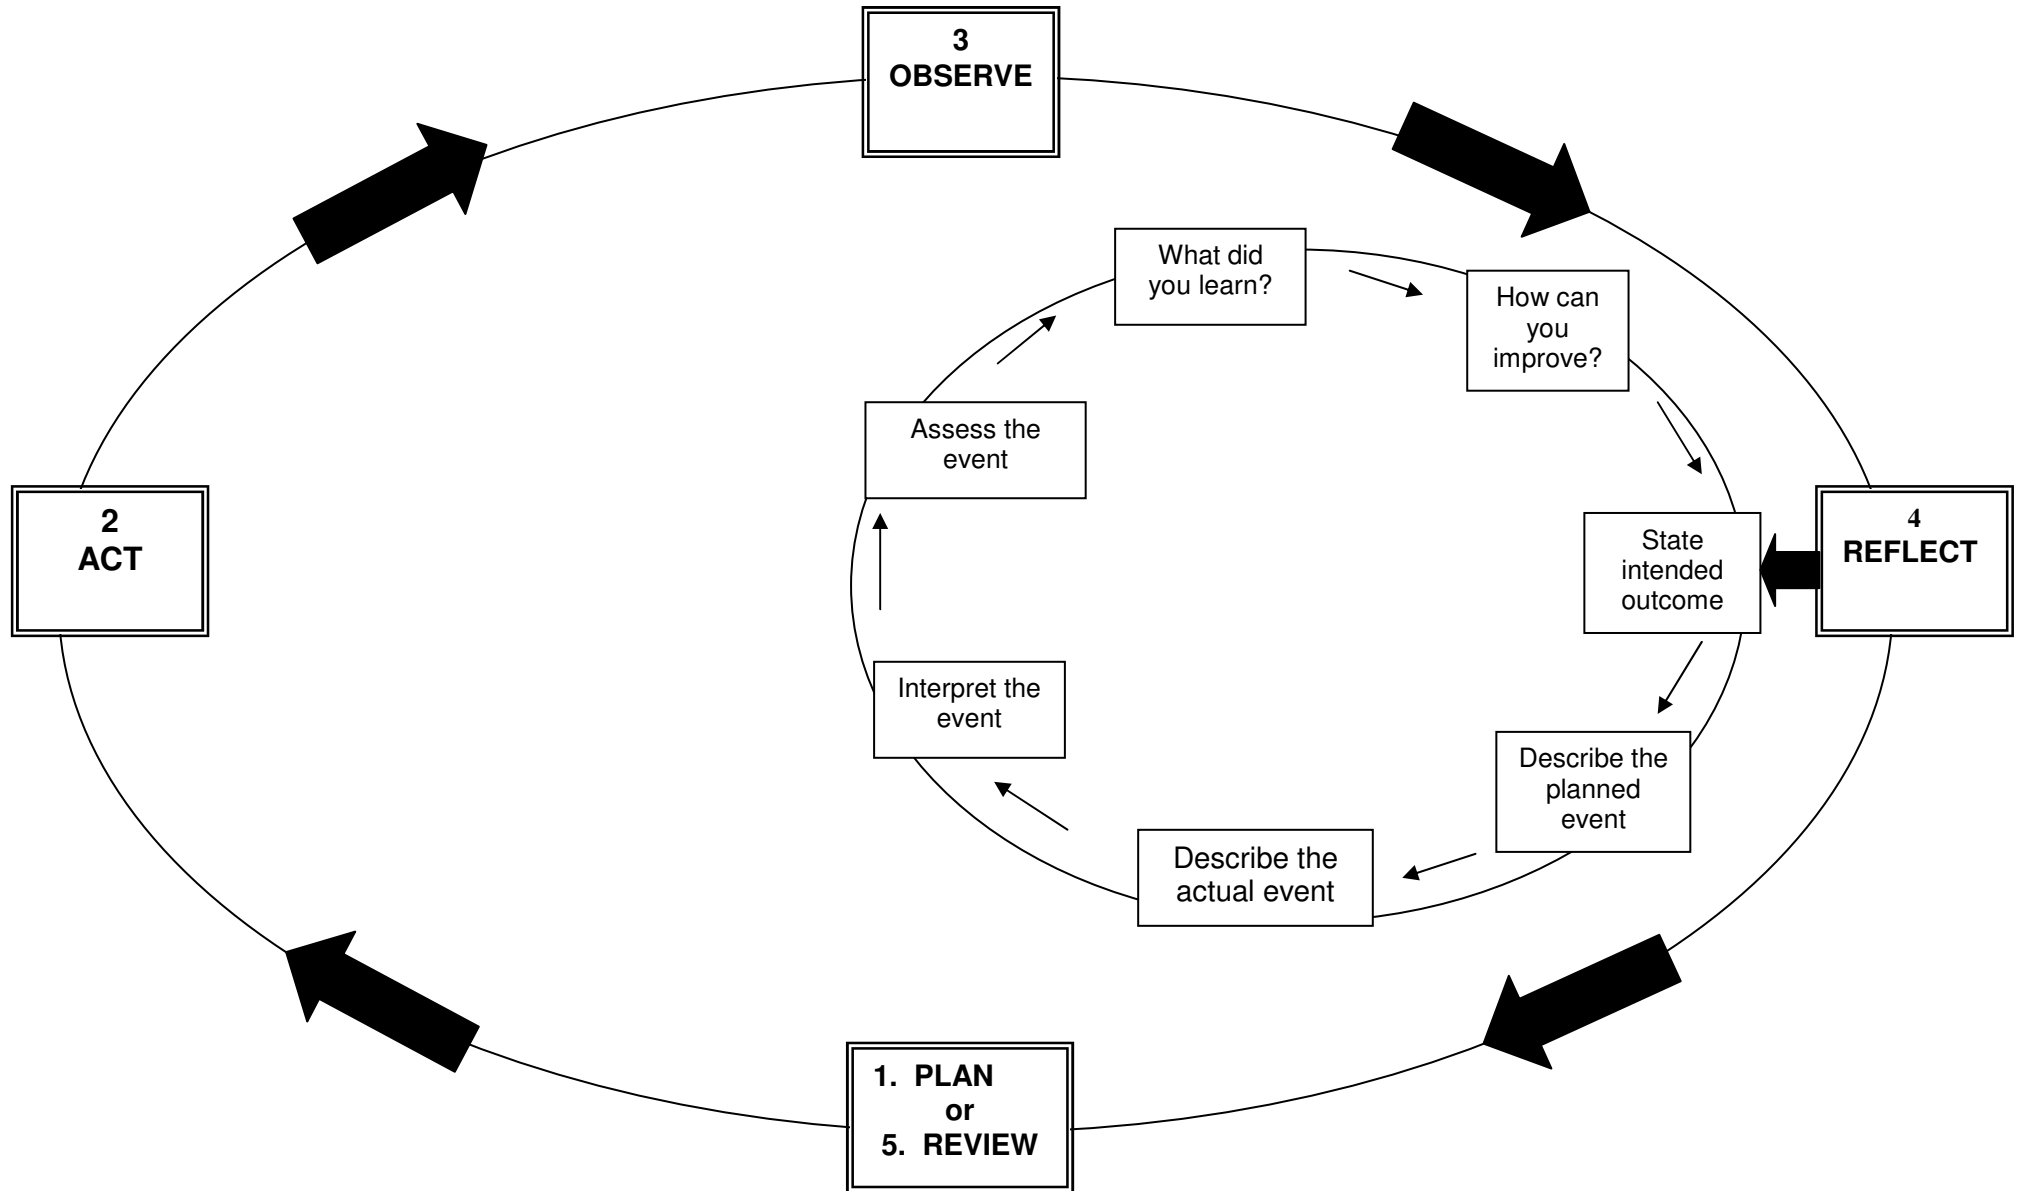 3
OBSERVE
What did
you learn?
How can
you
improve?
Assess the
event
2
ACT
State
intended
outcome
4
REFLECT
Interpret the
event
Describe the
planned
event
Describe the
actual event
1. PLAN
or
5. REVIEW